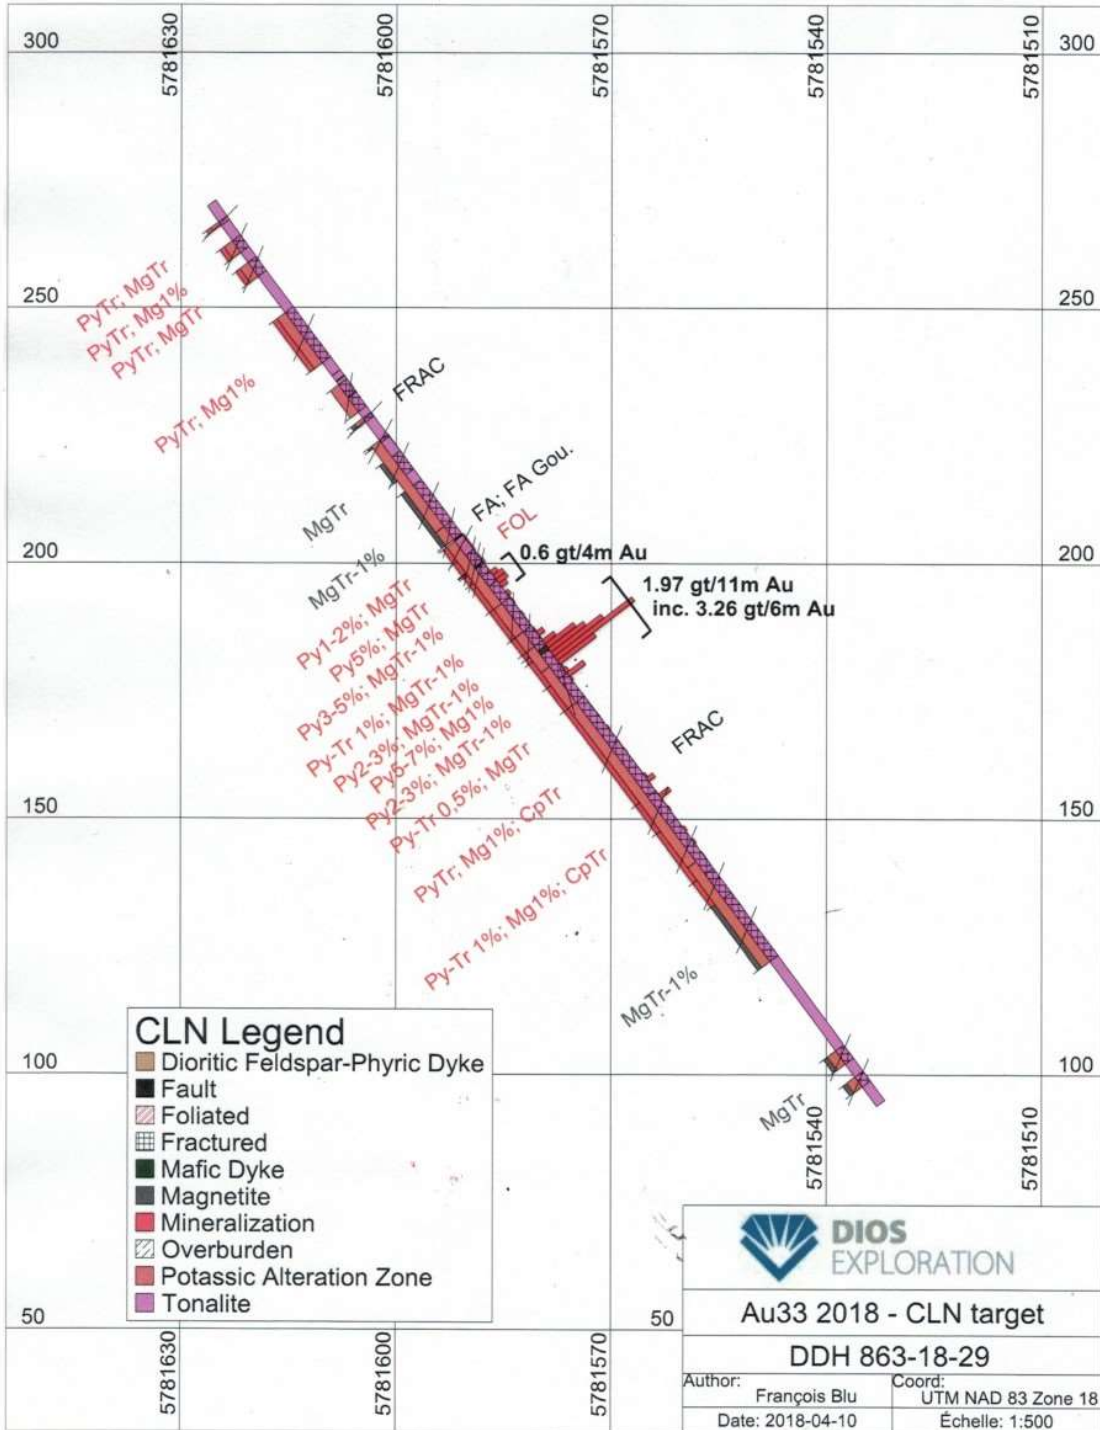 5781630
5781600
5781570
5781540
5781510
300
300
250
250
PyTr; MgTr
PyTr; Mg1%
PyTr; MgTr
PyTr; Mg1%
FRAC
FA; FA Gou.
FOL
MgTr
200
200
0.6 gt/4m Au
1.97 gt/11m Au
inc. 3.26 gt/6m Au
MgTr-1%
Py1-2%; MgTr
Py5%; MgTr
Py3-5%; MgTr-1%
Py-Tr 1%; MgTr-1%
Py2-3%; MgTr-1%
Py5-7%; Mg1%
Py2-3%; MgTr-1%
Py-Tr 0,5%; MgTr
FRAC
150
150
PyTr; Mg1%; CpTr
Py-Tr 1%; Mg1%; CpTr
MgTr-1%
MgTr
100
100
CLN Legend
Dioritic Feldspar-Phyric Dyke
Fault
Foliated
Fractured
Mafic Dyke
Magnetite
Mineralization
Overburden
Potassic Alteration Zone
Tonalite
50
50
5781630
5781600
5781570
5781540
5781510
DIOS
EXPLORATION
Au33 2018 - CLN target
DDH 863-18-29
Author:
François Blu
Coord:
UTM NAD 83 Zone 18
Date: 2018-04-10
Échelle: 1:500